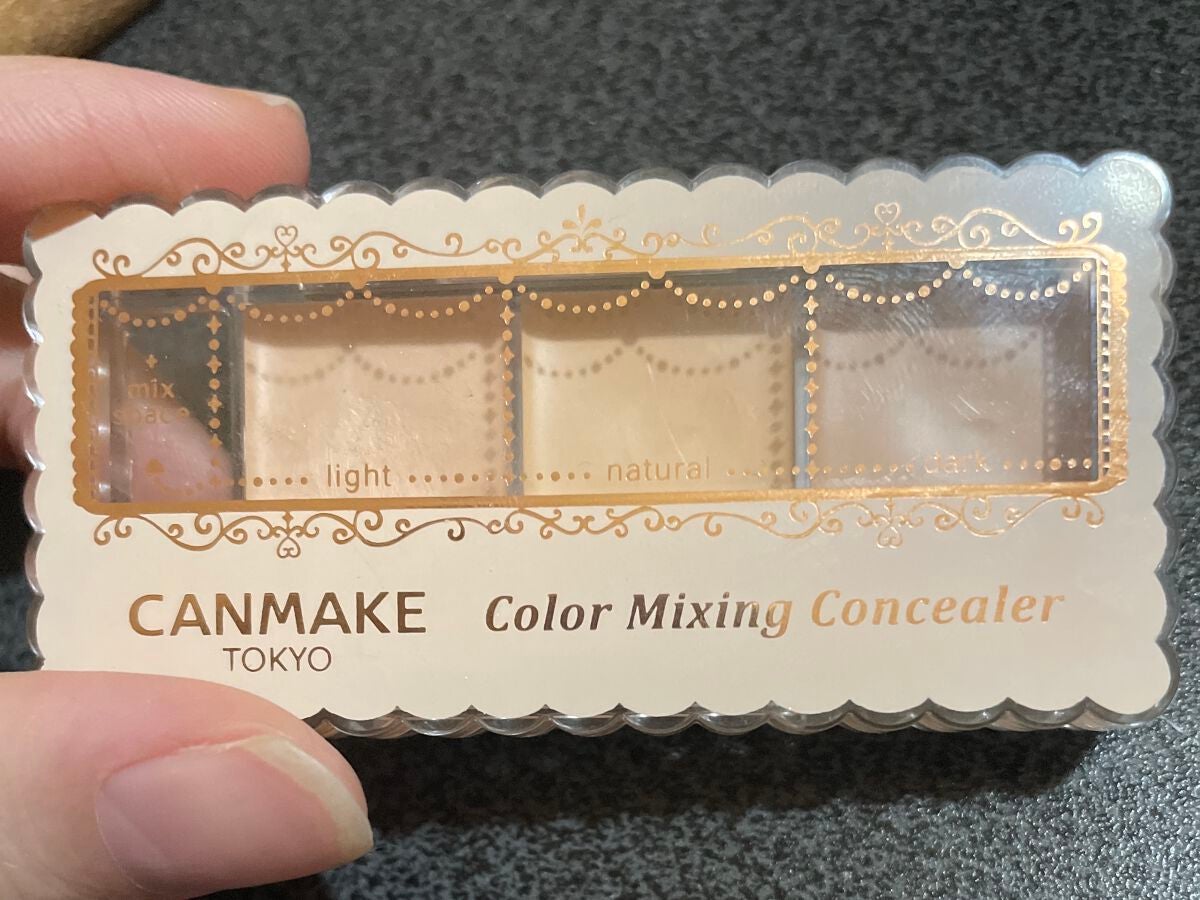 mix
space
light
natural
dark
CANMAKE
TOKYO
Color Mixing Concealer